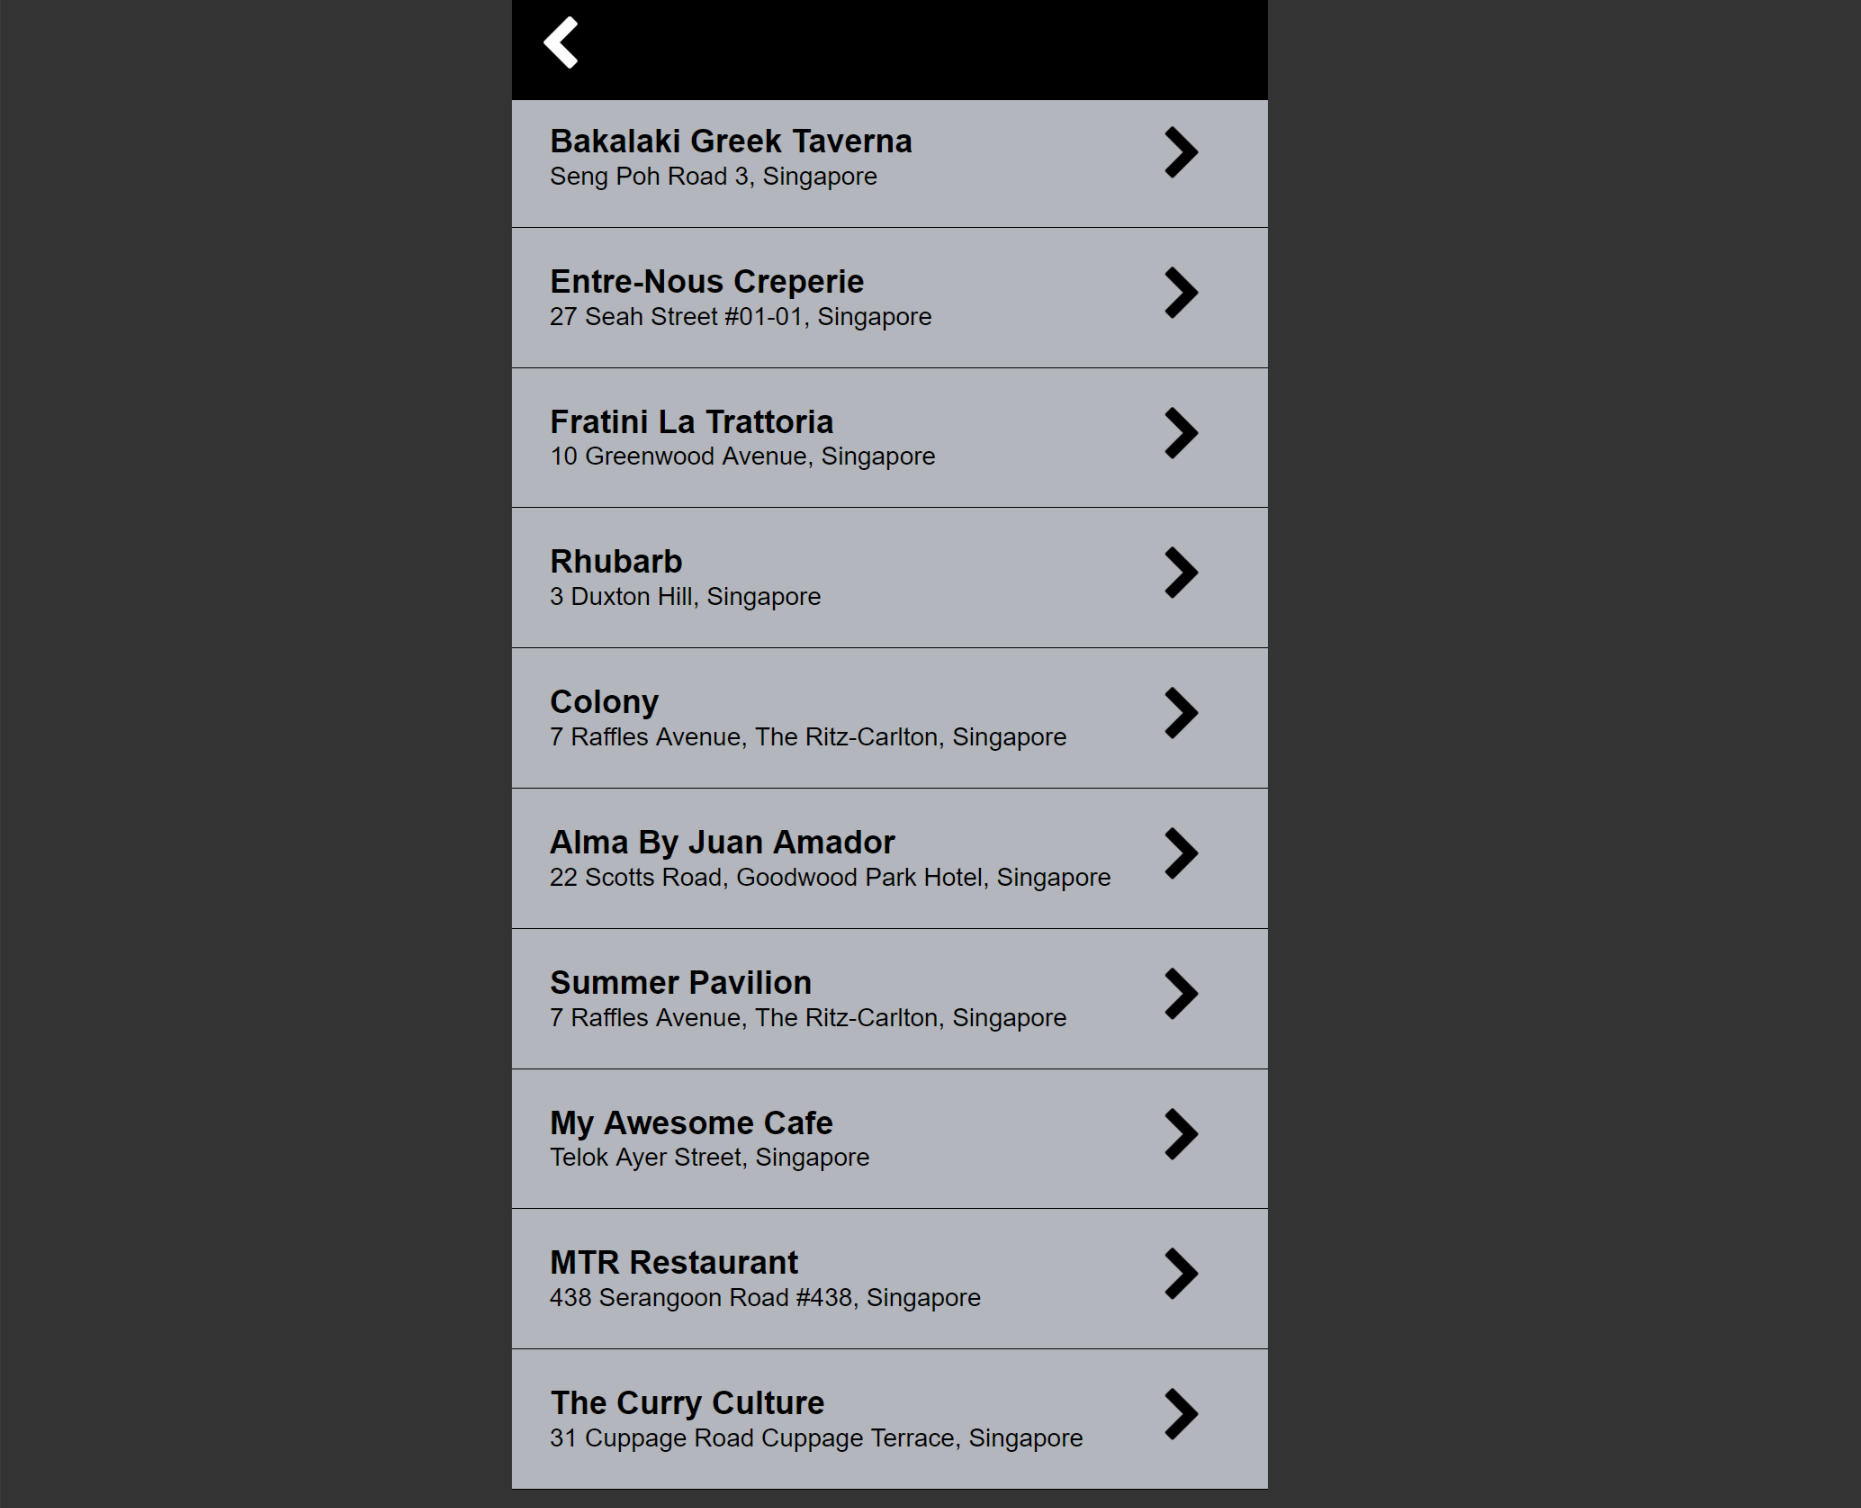 Bakalaki Greek Taverna
Seng Poh Road 3, Singapore
Entre-Nous Creperie
27 Seah Street #01-01, Singapore
Fratini La Trattoria
10 Greenwood Avenue, Singapore
Rhubarb
3 Duxton Hill, Singapore
Colony
7 Raffles Avenue, The Ritz-Carlton, Singapore
Alma By Juan Amador
22 Scotts Road, Goodwood Park Hotel, Singapore
Summer Pavilion
7 Raffles Avenue, The Ritz-Carlton, Singapore
My Awesome Cafe
Telok Ayer Street, Singapore
MTR Restaurant
438 Serangoon Road #438, Singapore
The Curry Culture
31 Cuppage Road Cuppage Terrace, Singapore